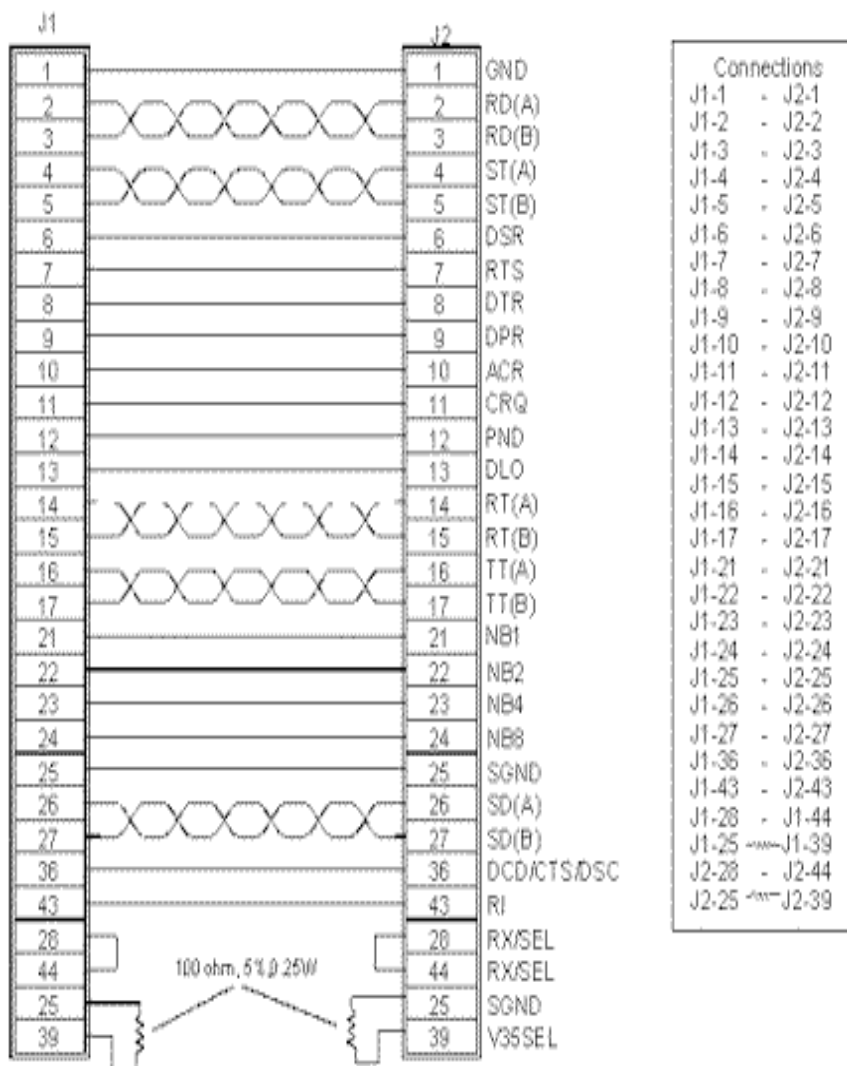 J1
J2
1 1 GND
2 2 RD(A)
3 3 RD(B)
4 4 ST(A)
5 5 ST(B)
6 6 DSR
7 7 RTS
8 8 DTR
9 9 DPR
10 10 ACR
11 11 CRQ
12 12 PND
13 13 DLO
14 14 RT(A)
15 15 RT(B)
16 16 TT(A)
17 17 TT(B)
21 21 NB1
22 22 NB2
23 23 NB4
24 24 NB8
25 25 SGND
26 26 SD(A)
27 27 SD(B)
36 36 DCD/CTS/DSC
43 43 RI
28 28 RX/SEL
44 44 RX/SEL
100 ohm, 5%,0.25W
25 25 SGND
39 39 V35SEL
Connections
J1-1 - J2-1
J1-2 - J2-2
J1-3 - J2-3
J1-4 - J2-4
J1-5 - J2-5
J1-6 - J2-6
J1-7 - J2-7
J1-8 - J2-8
J1-9 - J2-9
J1-10 - J2-10
J1-11 - J2-11
J1-12 - J2-12
J1-13 - J2-13
J1-14 - J2-14
J1-15 - J2-15
J1-16 - J2-16
J1-17 - J2-17
J1-21 - J2-21
J1-22 - J2-22
J1-23 - J2-23
J1-24 - J2-24
J1-25 - J2-25
J1-26 - J2-26
J1-27 - J2-27
J1-36 - J2-36
J1-43 - J2-43
J1-28 - J1-44
J1-25 J1-39
J2-28 - J2-44
J2-25 J2-39